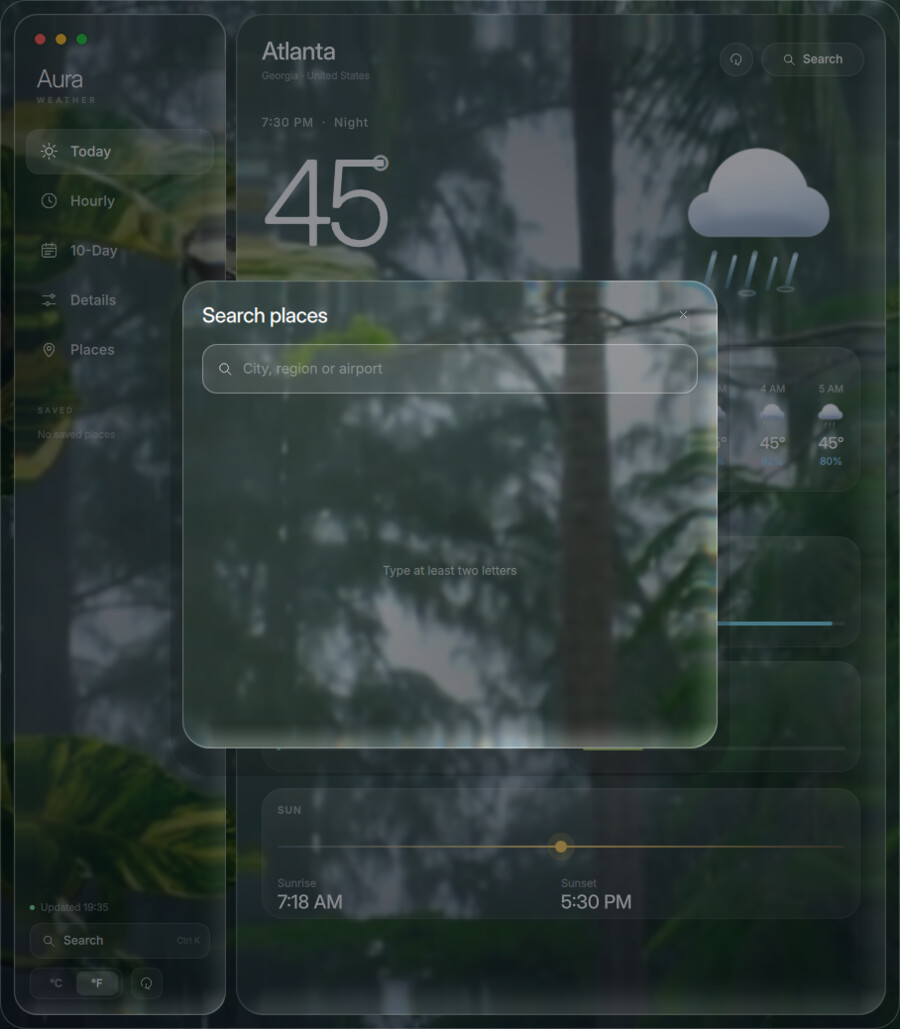 Aura
WEATHER
Today
Hourly
10-Day
Details
Places
SAVED
No saved places
Updated 19:35
Search
Ctrl K
°C
°F
Atlanta
Georgia · United States
Search
7:30 PM · Night
45°
Search places
City, region or airport
Type at least two letters
4 AM
5 AM
45°
45°
80%
SUN
Sunrise
Sunset
7:18 AM
5:30 PM